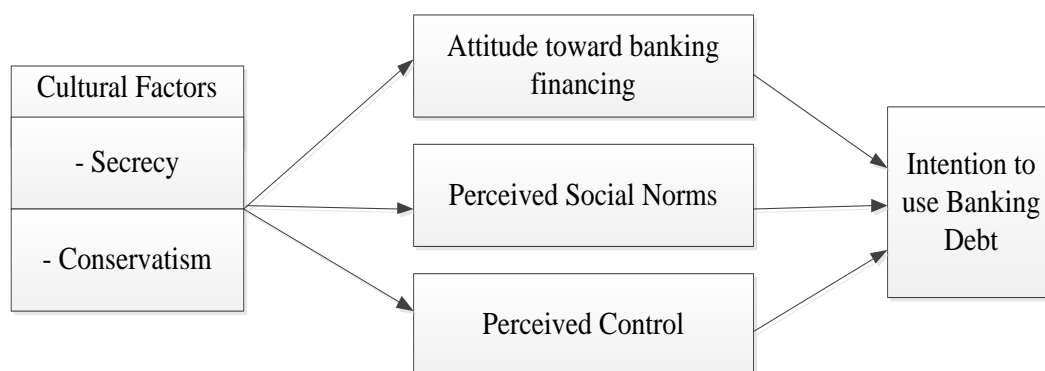 Cultural Factors
- Secrecy
- Conservatism
Attitude toward banking
financing
Perceived Social Norms
Perceived Control
Intention to
use Banking
Debt